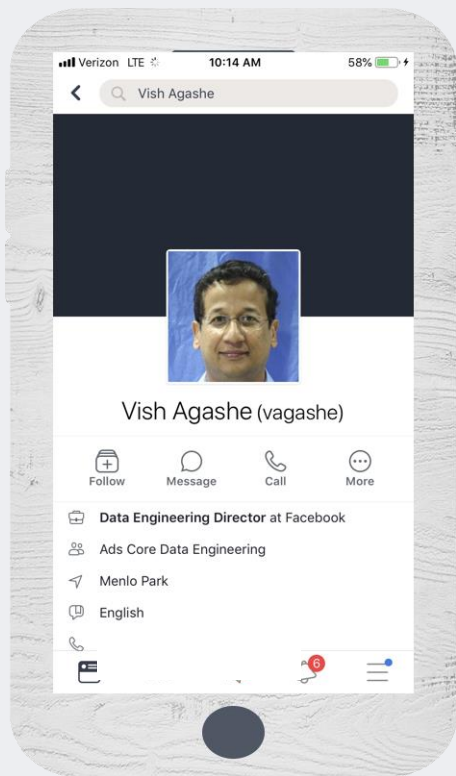 Verizon LTE 10:14 AM 58%
Vish Agashe
Vish Agashe (vagashe)
Follow Message Call More
Data Engineering Director at Facebook
Ads Core Data Engineering
Menlo Park
English
6